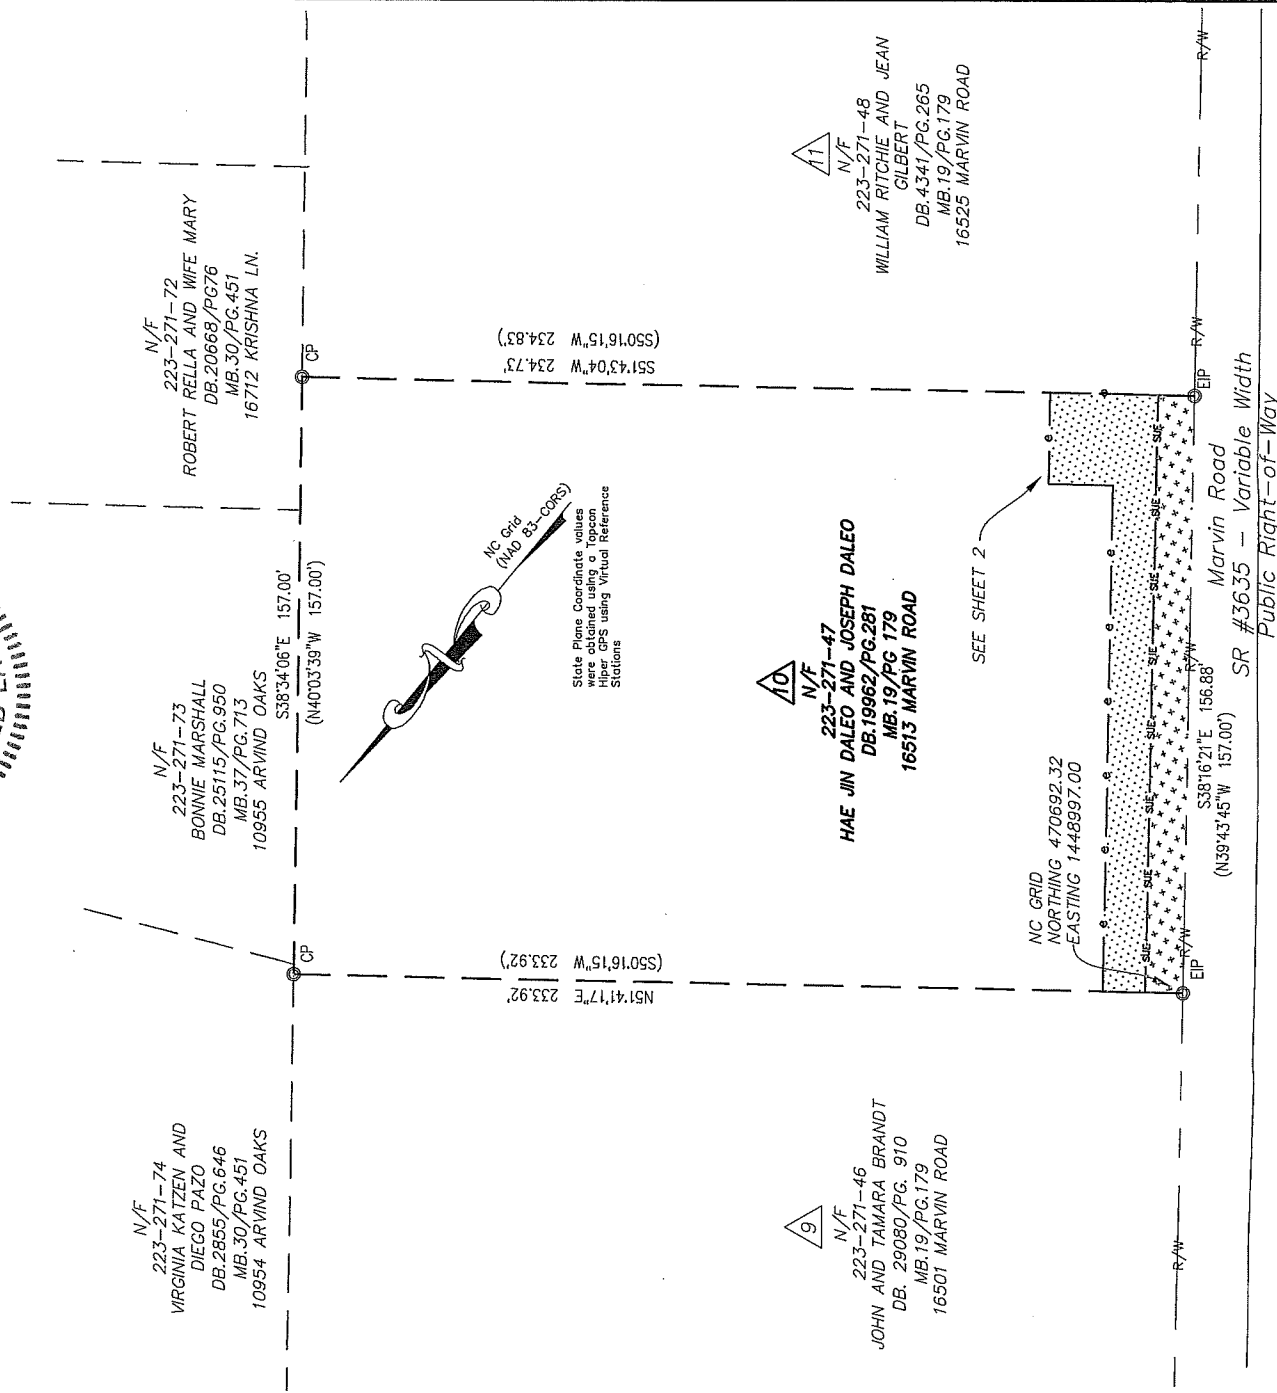 N/F
223-271-74
VIRGINIA KATZEN AND
DIEGO PAZO
DB.2855/PG.646
MB.30/PG.451
10954 ARVIND OAKS
N/F
223-271-73
BONNIE MARSHALL
DB.25115/PG.950
MB.37/PG.713
10955 ARVIND OAKS
N/F
223-271-72
ROBERT RELLA AND WIFE MARY
DB.20668/PG76
MB.30/PG.451
16712 KRISHNA LN.
CP
S38°34'06"E 157.00'
(N40°03'39"W 157.00')
CP
NC Grid
(NAD 83-CORS)
N
State Plane Coordinate values
were obtained using a Topcon
Hiper GPS using Virtual Reference
Stations
N51°41'17"E 233.92'
(S50°16'15"W 233.92')
S51°43'04"W 234.73'
(S50°16'15"W 234.83')
9
N/F
223-271-46
JOHN AND TAMARA BRANDT
DB. 29080/PG. 910
MB.19/PG.179
16501 MARVIN ROAD
10
N/F
223-271-47
HAE JIN DALEO AND JOSEPH DALEO
DB.19962/PG.281
MB.19/PG 179
16513 MARVIN ROAD
11
N/F
223-271-48
WILLIAM RITCHIE AND JEAN
GILBERT
DB.4341/PG.265
MB.19/PG.179
16525 MARVIN ROAD
SEE SHEET 2
NC GRID
NORTHING 470692.32
EASTING 1448997.00
e e e e e e e
SUE SUE SUE SUE SUE SUE SUE
EIP
EIP
R/W R/W R/W R/W R/W
S38°16'21"E 156.88'
(N39°43'45"W 157.00')
Marvin Road
SR #3635 - Variable Width
Public Right-of-Way